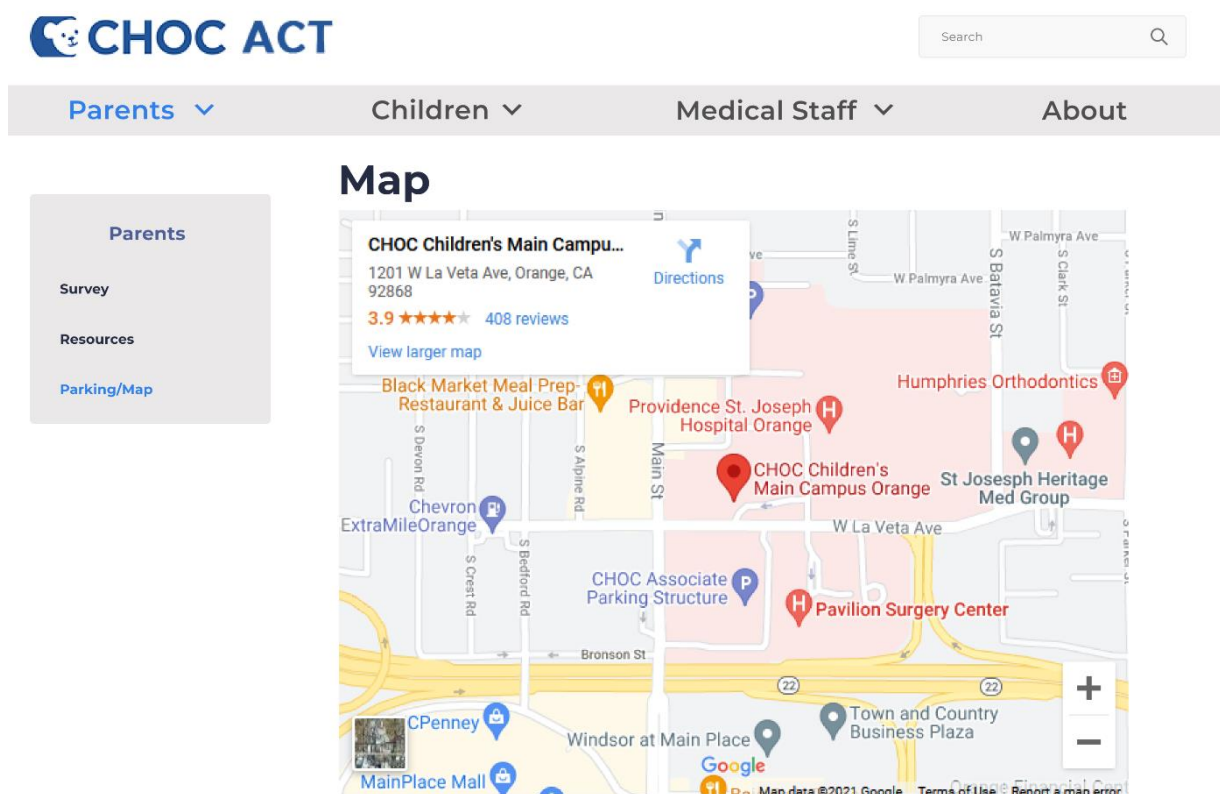 CHOC ACT
Search
Parents
Children
Medical Staff
About
Map
Parents
Survey
Resources
Parking/Map
CHOC Children's Main Campu...
1201 W La Veta Ave, Orange, CA
92868
3.9
408 reviews
View larger map
Directions
S Lime St
W Palmyra Ave
W Palmyra Ave
S Batavia St
S Clark St
Black Market Meal Prep-
Restaurant & Juice Bar
Humphries Orthodontics
Providence St. Joseph
Hospital Orange
S Devon Rd
S Alpine Rd
Main St
CHOC Children's
Main Campus Orange
St Josesph Heritage
Med Group
Chevron
ExtraMileOrange
W La Veta Ave
S Crest Rd
S Bedford Rd
CHOC Associate
Parking Structure
Pavilion Surgery Center
Bronson St
22
22
CPenney
Windsor at Main Place
Town and Country
Business Plaza
MainPlace Mall
Google
Map data ©2021 Google
Terms of Use
Report a map error